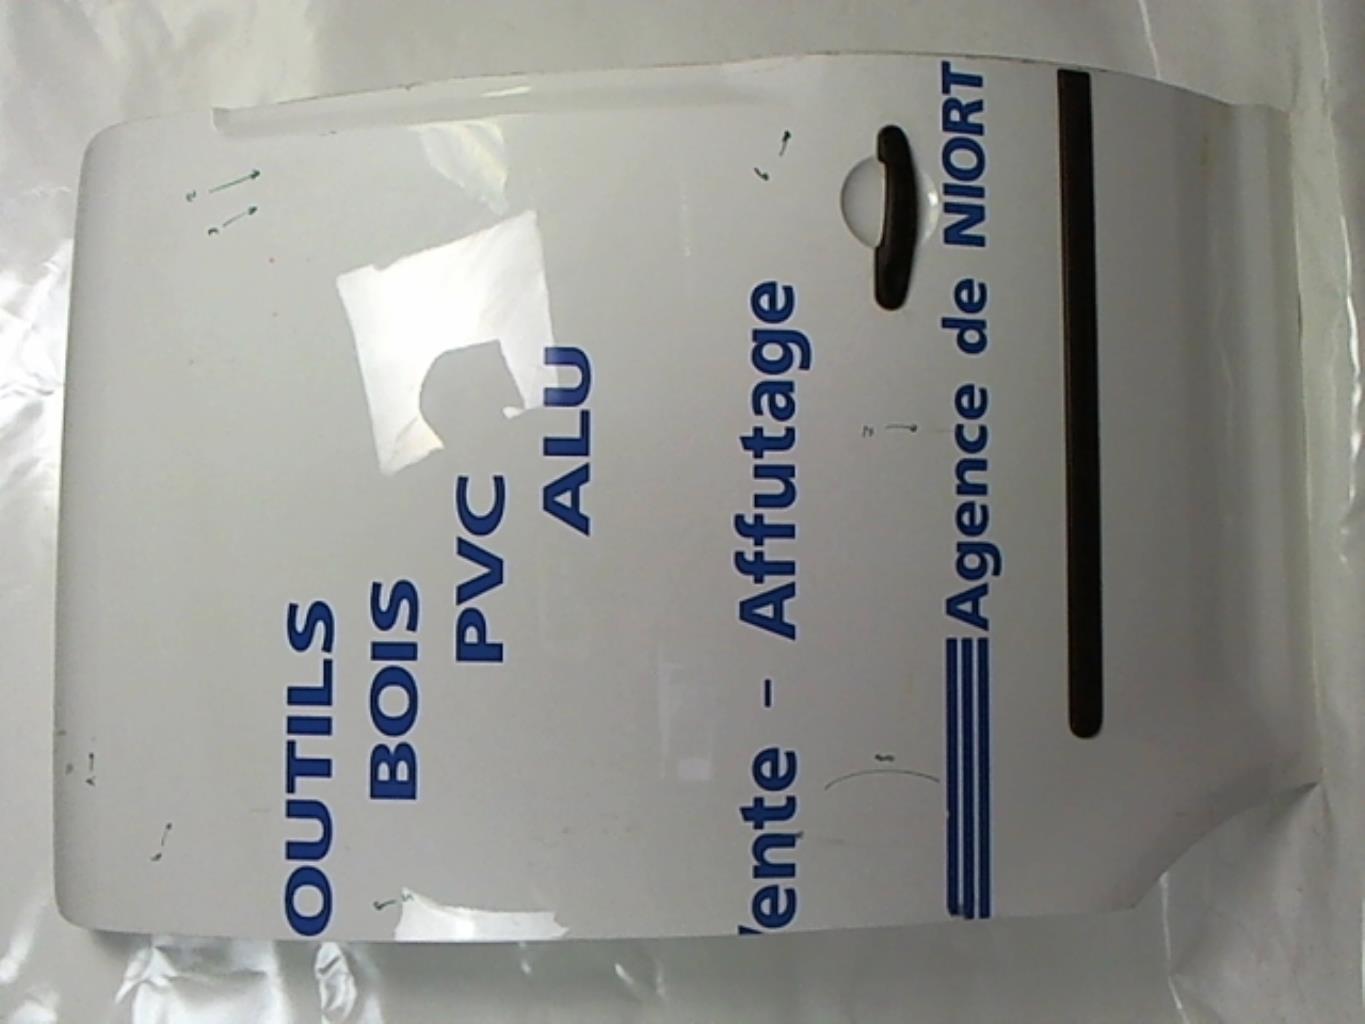 OUTILS
BOIS
PVC
ALU
Vente - Affutage
Agence de NIORT